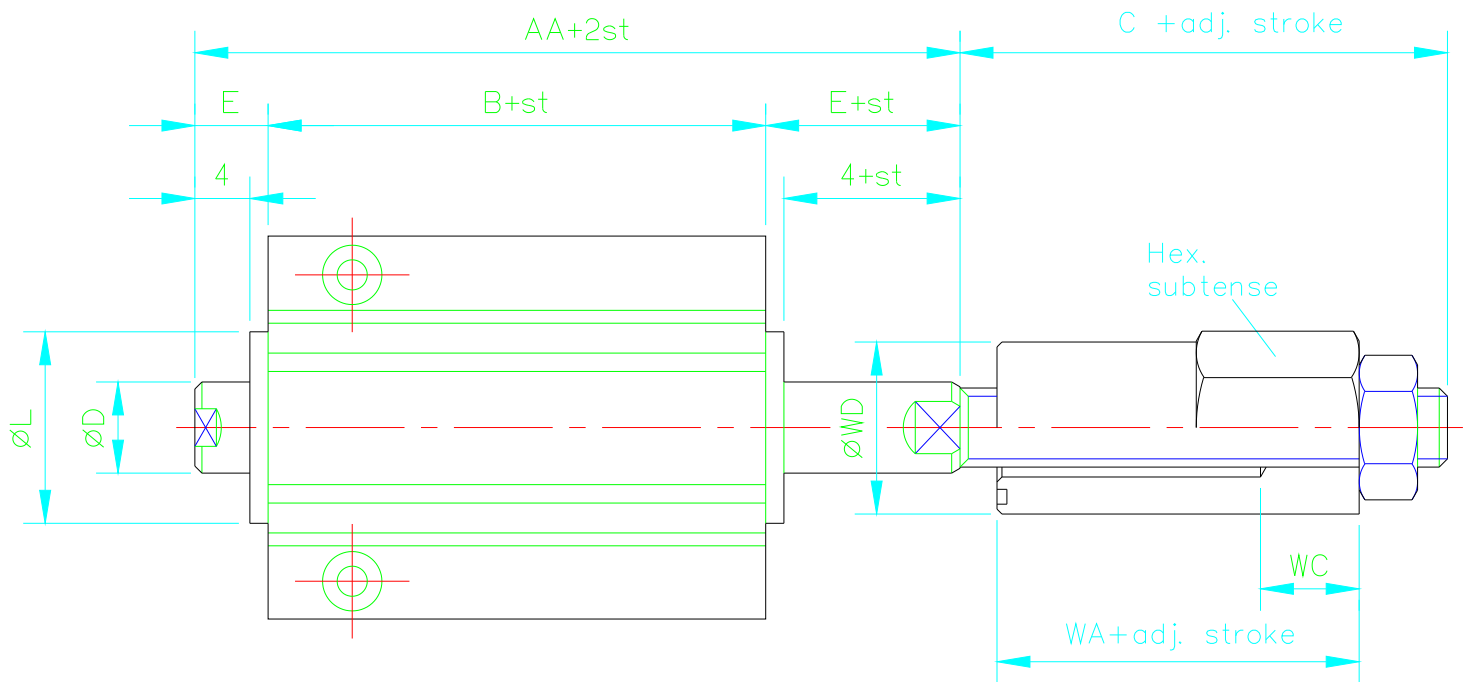 AA+2st
C +adj. stroke
E
B+st
E+st
4
4+st
Hex.
subtense
ØL
ØD
ØWD
WC
WA+adj. stroke